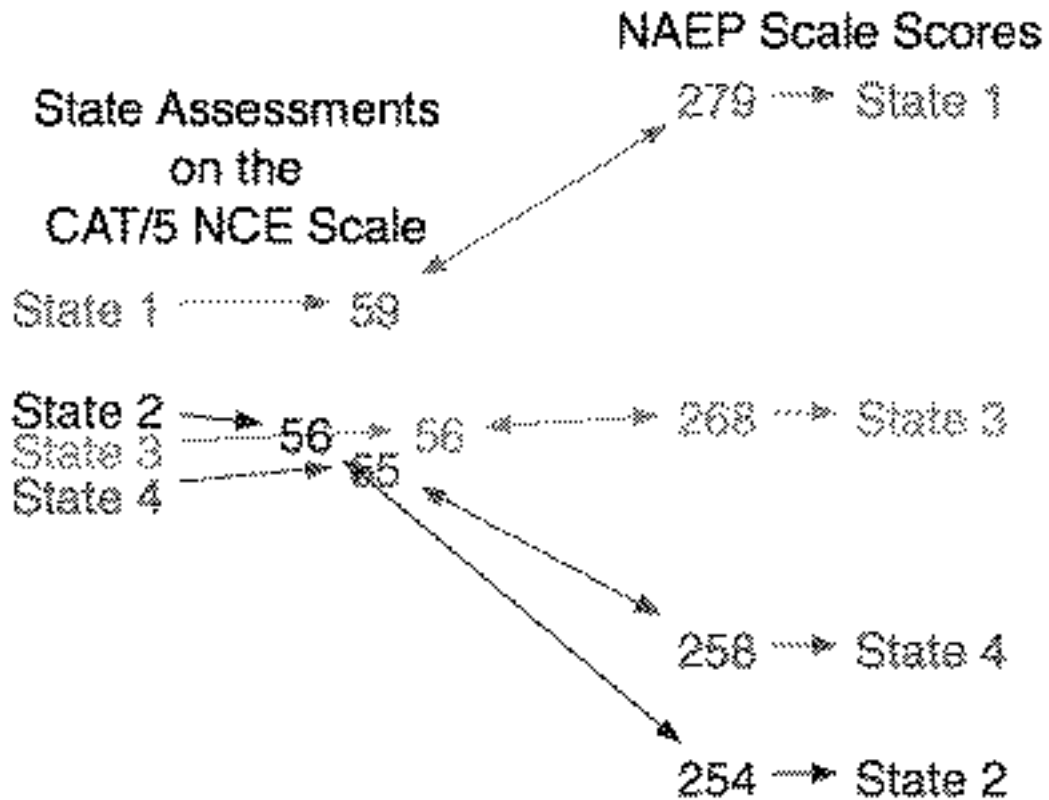 NAEP Scale Scores
279 State 1
State Assessments
on the
CAT/5 NCE Scale
State 1 59
State 2 56
State 3 56
268 State 3
State 4 55
258 State 4
254 State 2